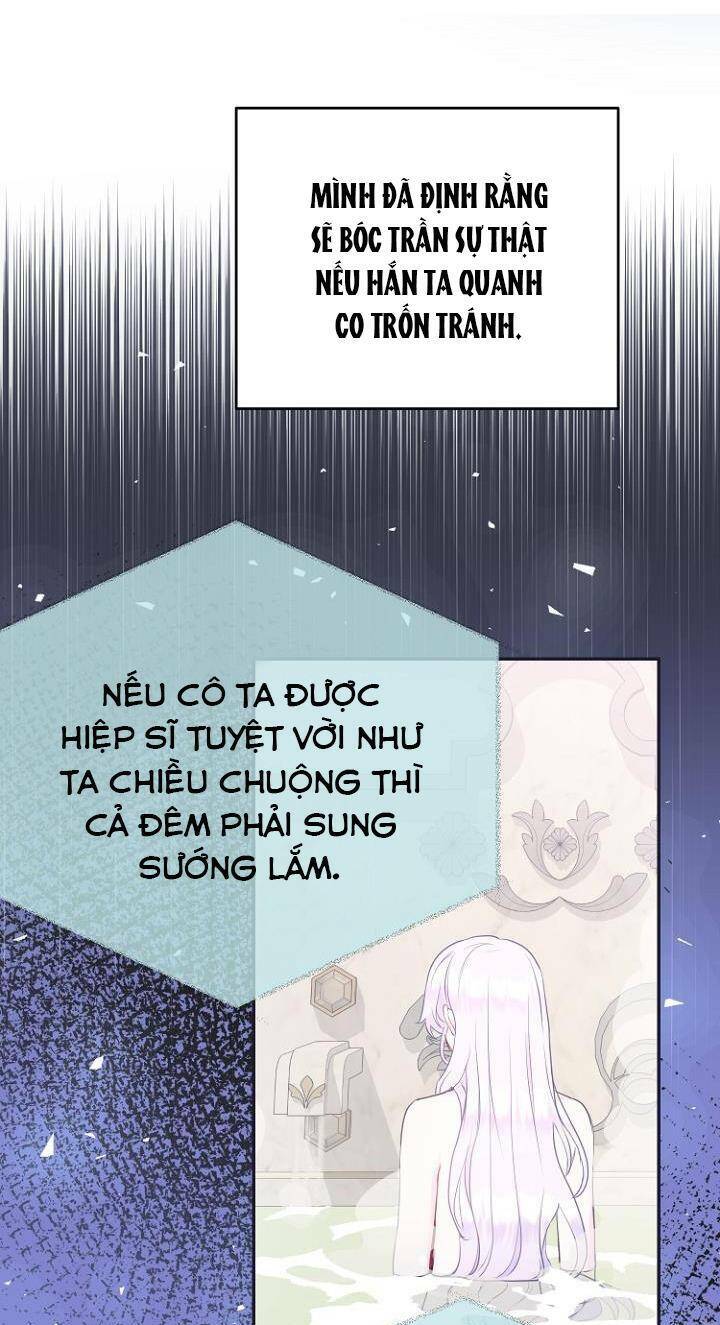 MÌNH ĐÃ ĐỊNH RẰNG
SẼ BÓC TRẦN SỰ THẬT
NẾU HẮN TA QUANH
CO TRỐN TRÁNH.
NẾU CÔ TA ĐƯỢC
HIỆP SĨ TUYỆT VỜI NHƯ
TA CHIỀU CHUỘNG THÌ
CẢ ĐÊM PHẢI SUNG
SƯỚNG LẮM.